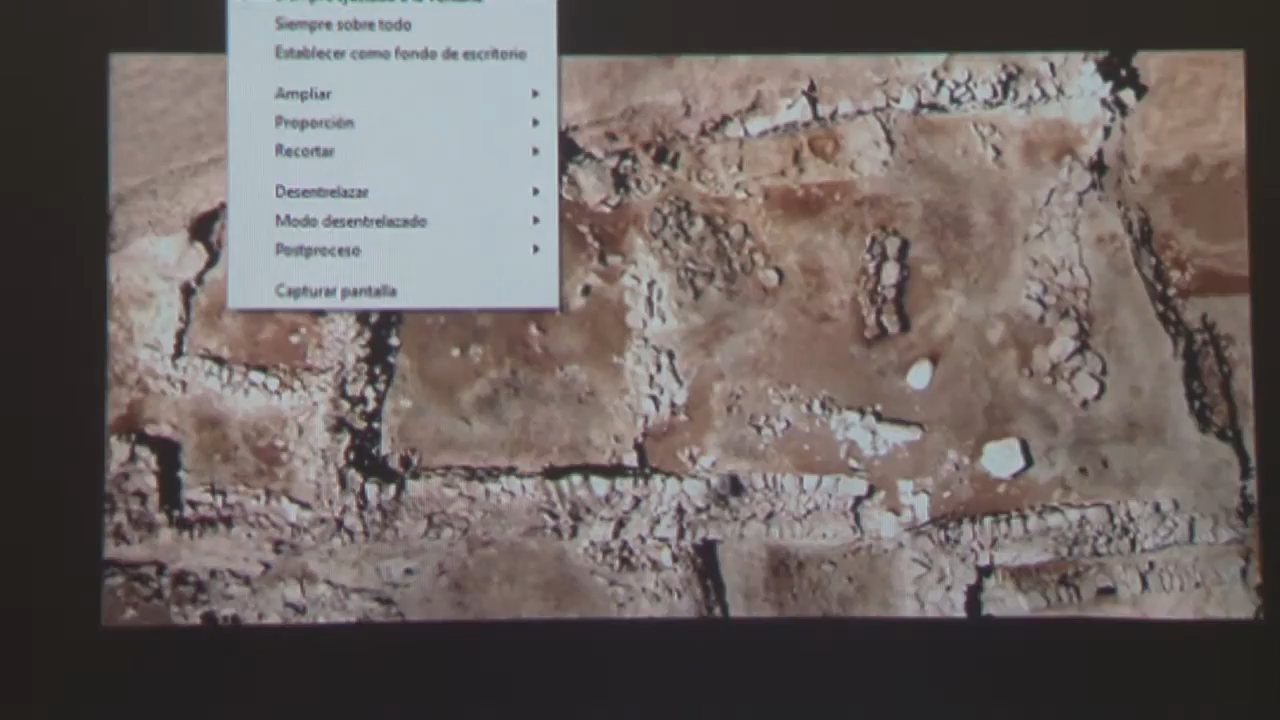 Siempre sobre todo
Establecer como fondo de escritorio
Ampliar
Proporción
Recortar
Desentrelazar
Modo desentrelazado
Postproceso
Capturar pantalla